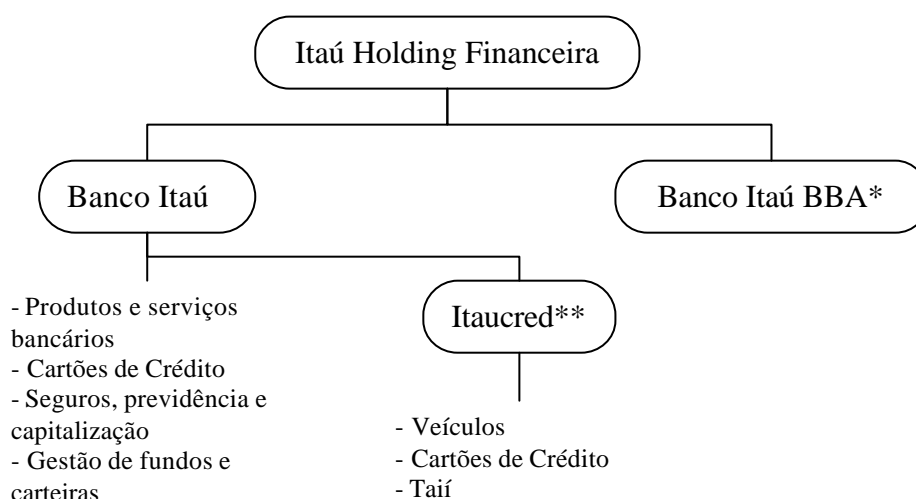 Itaú Holding Financeira
Banco Itaú
Banco Itaú BBA*
- Produtos e serviços
bancários
- Cartões de Crédito
- Seguros, previdência e
capitalização
- Gestão de fundos e
carteiras
Itaucred**
- Veículos
- Cartões de Crédito
- Taií